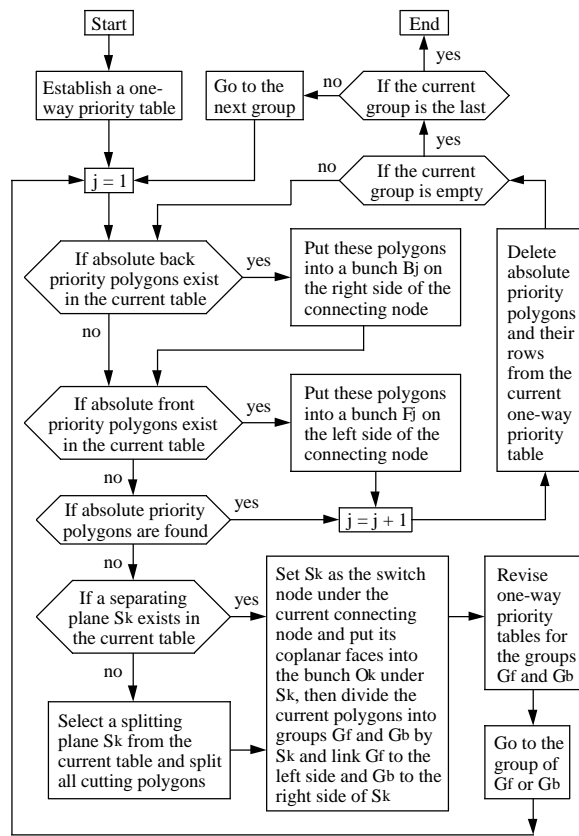 Start
End
yes
Establish a one-
way priority table
Go to the
next group
no
If the current
group is the last
yes
j = 1
no
If the current
group is empty
If absolute back
priority polygons exist
in the current table
yes
Put these polygons
into a bunch Bj on
the right side of the
connecting node
Delete
absolute
priority
polygons
and their
rows
from the
current
one-way
priority
table
no
If absolute front
priority polygons exist
in the current table
yes
Put these polygons
into a bunch Fj on
the left side of the
connecting node
no
If absolute priority
polygons are found
yes
j = j + 1
no
If a separating
plane Sk exists in
the current table
yes
Set Sk as the switch
node under the
current connecting
node and put its
coplanar faces into
the bunch Ok under
Sk, then divide the
current polygons into
groups Gf and Gb by
Sk and link Gf to the
left side and Gb to the
right side of Sk
Revise
one-way
priority
tables for
the groups
Gf and Gb
no
Select a splitting
plane Sk from the
current table and split
all cutting polygons
Go to the
group of
Gf or Gb